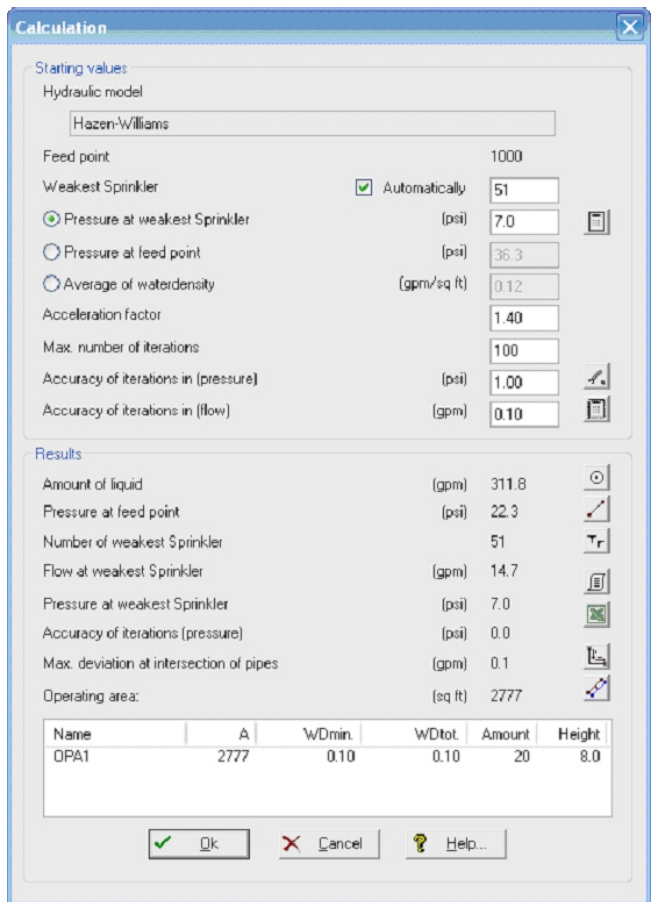 Calculation
Starting values
Hydraulic model
Hazen-Williams
Feed point 1000
Weakest Sprinkler Automatically 51
Pressure at weakest Sprinkler (psi) 7.0
Pressure at feed point (psi) 36.3
Average of waterdensity (gpm/sq ft) 0.12
Acceleration factor 1.40
Max. number of iterations 100
Accuracy of iterations in (pressure) (psi) 1.00
Accuracy of iterations in (flow) (gpm) 0.10
Results
Amount of liquid (gpm) 311.8
Pressure at feed point (psi) 22.3
Number of weakest Sprinkler 51
Flow at weakest Sprinkler (gpm) 14.7
Pressure at weakest Sprinkler (psi) 7.0
Accuracy of iterations (pressure) (psi) 0.0
Max. deviation at intersection of pipes (gpm) 0.1
Operating area: (sq ft) 2777
Name A WDmin. WDtot. Amount Height
OPA1 2777 0.10 0.10 20 8.0
Ok Cancel Help...